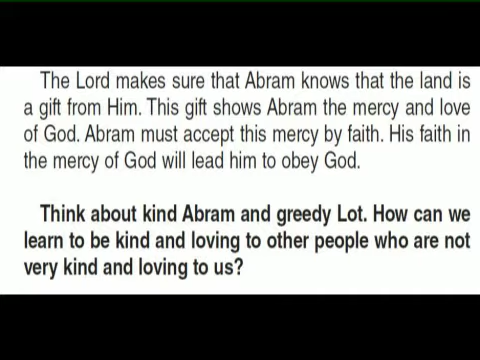 The Lord makes sure that Abram knows that the land is
a gift from Him. This gift shows Abram the mercy and love
of God. Abram must accept this mercy by faith. His faith in
the mercy of God will lead him to obey God.
Think about kind Abram and greedy Lot. How can we
learn to be kind and loving to other people who are not
very kind and loving to us?